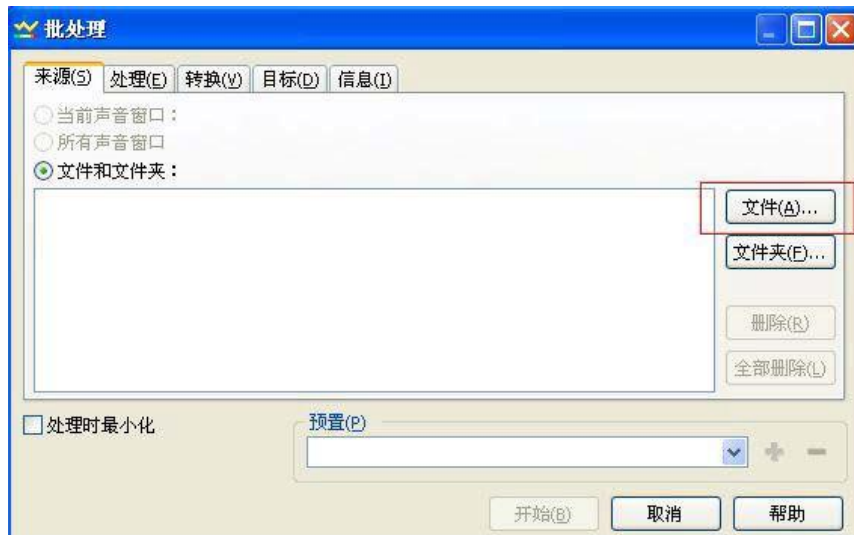 批处理
来源(S) 处理(E) 转换(V) 目标(D) 信息(I)
当前声音窗口：
所有声音窗口
文件和文件夹：
文件(A)...
文件夹(F)...
删除(R)
全部删除(L)
处理时最小化
预置(P)
开始(B) 取消 帮助